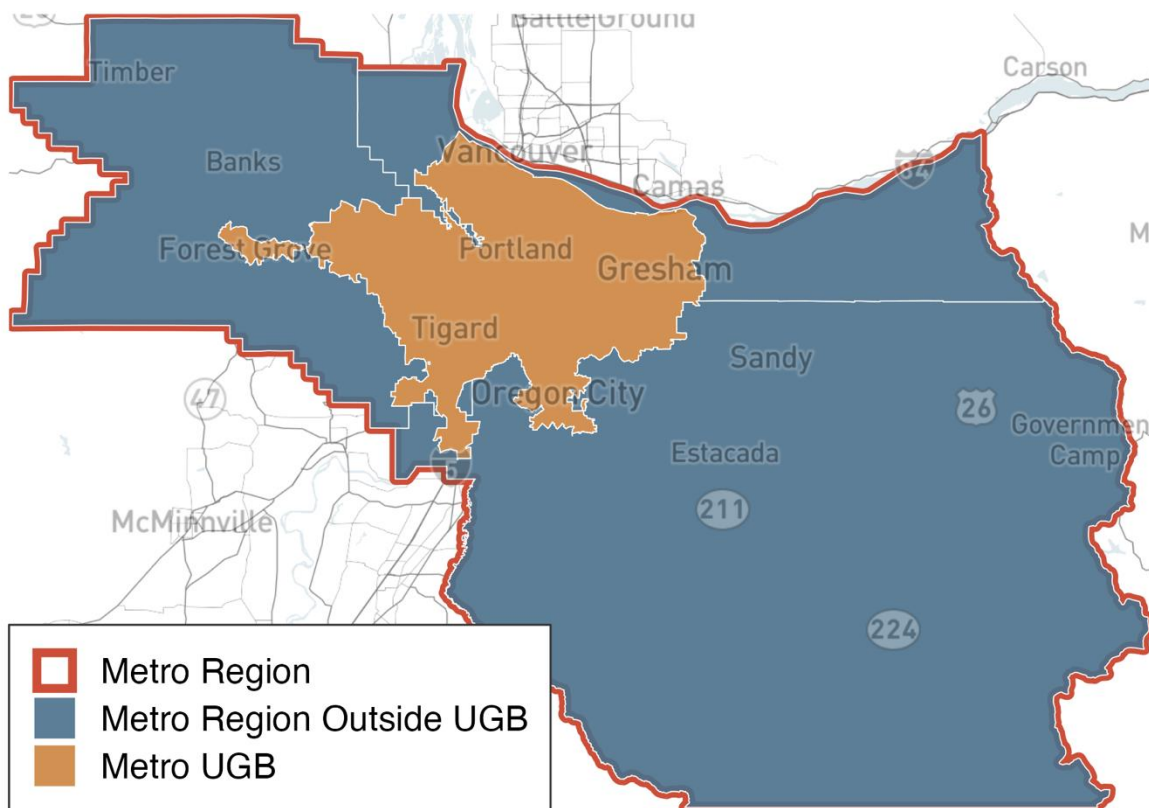 Battle Ground
Timber
Carson
Banks
Vancouver
84
Camas
Forest Grove
Portland
Gresham
Tigard
Sandy
47
Oregon City
26
Government
Camp
Estacada
5
211
McMinnville
224
Metro Region
Metro Region Outside UGB
Metro UGB